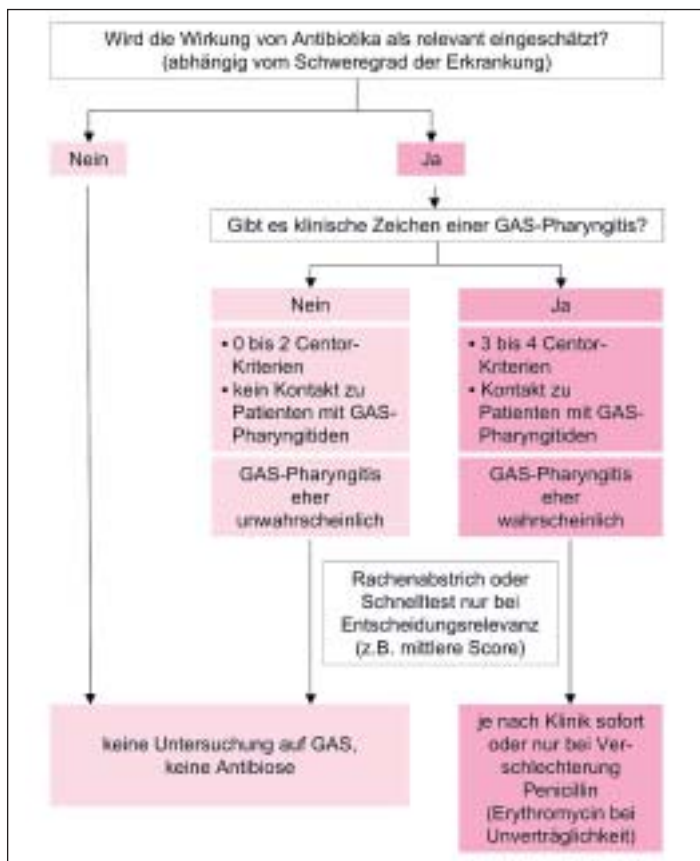 Wird die Wirkung von Antibiotika als relevant eingeschätzt?
(abhängig vom Schweregrad der Erkrankung)
Nein
Ja
Gibt es klinische Zeichen einer GAS-Pharyngitis?
Nein
• 0 bis 2 Centor-
Kriterien
• kein Kontakt zu
Patienten mit GAS-
Pharyngitiden
GAS-Pharyngitis
eher
unwahrscheinlich
Ja
• 3 bis 4 Centor-
Kriterien
• Kontakt zu
Patienten mit GAS-
Pharyngitiden
GAS-Pharyngitis
eher
wahrscheinlich
Rachenabstrich oder
Schnelltest nur bei
Entscheidungsrelevanz
(z.B. mittlere Score)
keine Untersuchung auf GAS,
keine Antibiose
je nach Klinik sofort
oder nur bei Ver-
schlechterung
Penicillin
(Erythromycin bei
Unverträglichkeit)